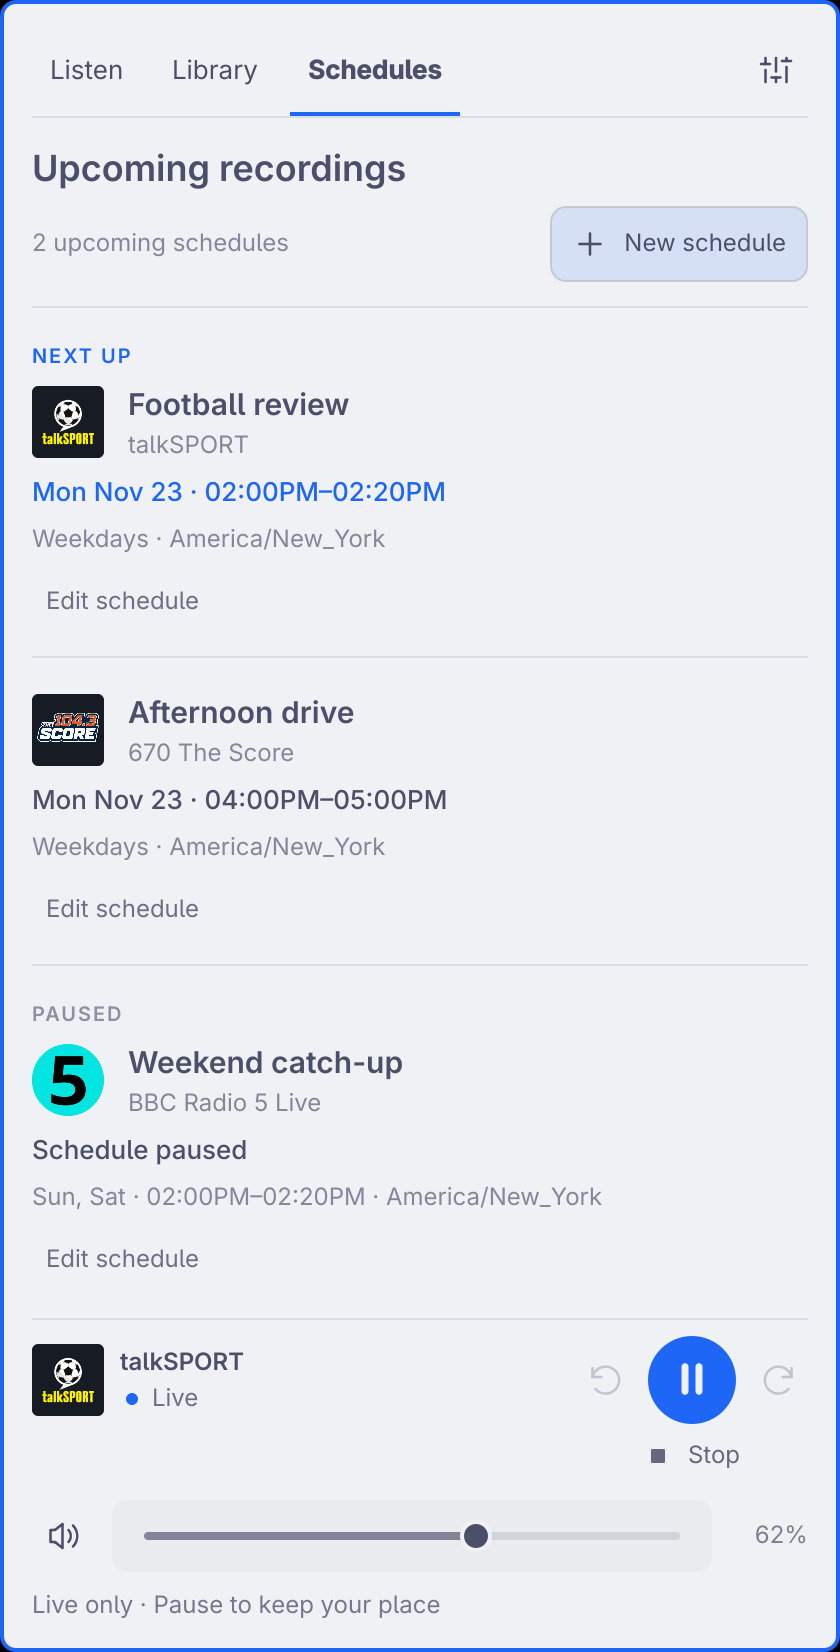 Listen Library Schedules
Upcoming recordings
2 upcoming schedules
New schedule
NEXT UP
talkSPORT
Football review
talkSPORT
Mon Nov 23 · 02:00PM–02:20PM
Weekdays · America/New_York
Edit schedule
104.3
SCORE
Afternoon drive
670 The Score
Mon Nov 23 · 04:00PM–05:00PM
Weekdays · America/New_York
Edit schedule
PAUSED
5
Weekend catch-up
BBC Radio 5 Live
Schedule paused
Sun, Sat · 02:00PM–02:20PM · America/New_York
Edit schedule
talkSPORT
talkSPORT
Live
Stop
62%
Live only · Pause to keep your place